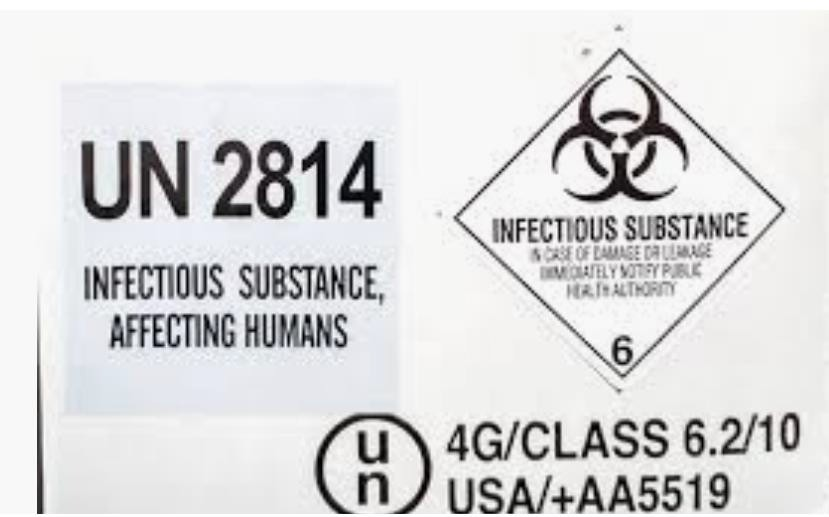 UN 2814
INFECTIOUS SUBSTANCE,
AFFECTING HUMANS
INFECTIOUS SUBSTANCE
IN CASE OF DAMAGE OR LEAKAGE
IMMEDIATELY NOTIFY PUBLIC
HEALTH AUTHORITY
6
u
n
4G/CLASS 6.2/10
USA/+AA5519